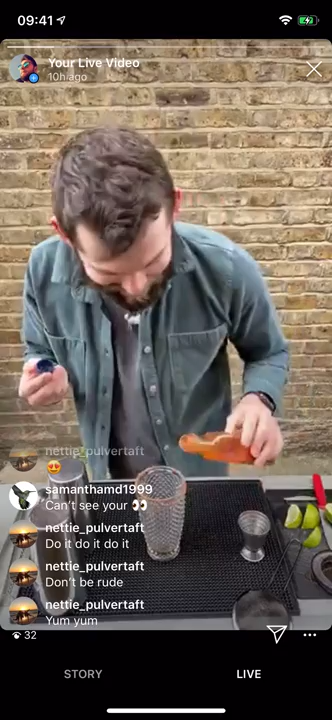 09:41
Your Live Video
10h ago
nettie_pulvertaft
😍
samanthamd1999
Can't see your 👀
nettie_pulvertaft
Do it do it do it
nettie_pulvertaft
Don't be rude
nettie_pulvertaft
Yum yum
32
STORY
LIVE